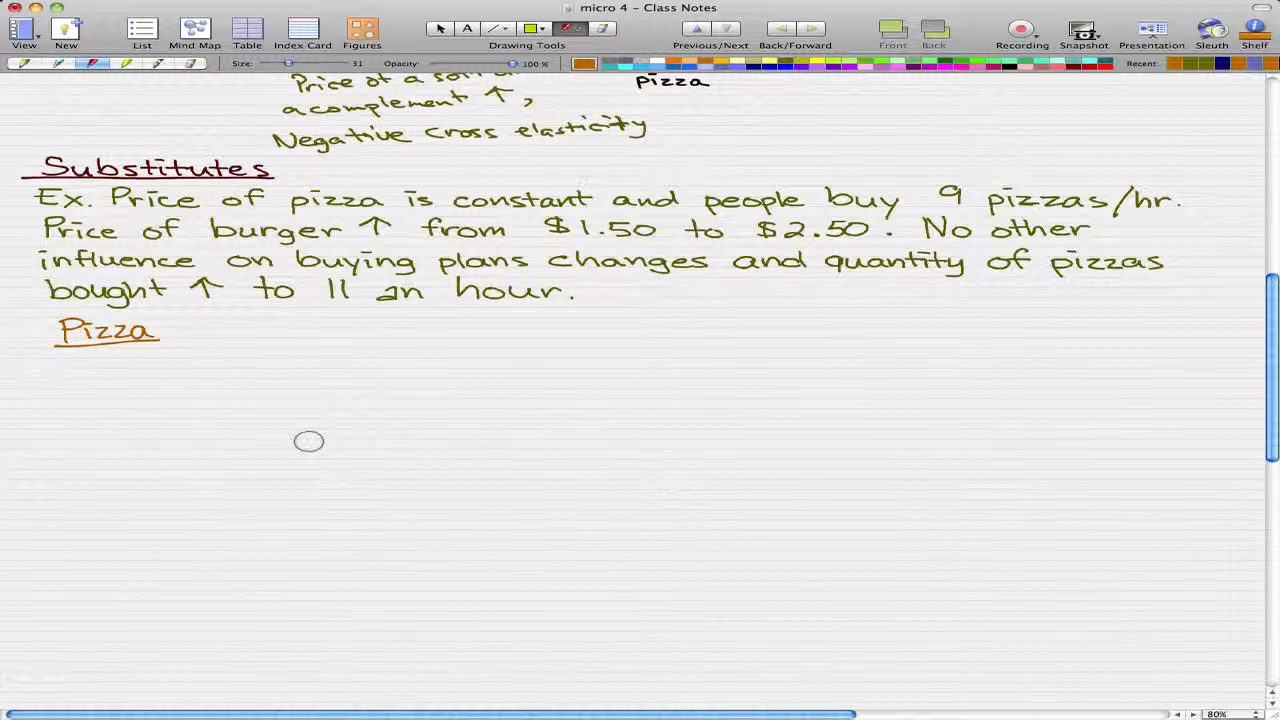 micro 4 – Class Notes
View New List Mind Map Table Index Card Figures Drawing Tools Previous/Next Back/Forward Front Back Recording Snapshot Presentation Sleuth Shelf
Size: 31 Opacity: 100 % Recent:
Price of a
pizza
a complement ↑,
Negative cross elasticity
Substitutes
Ex. Price of pizza is constant and people buy 9 pizzas/hr.
Price of burger ↑ from $1.50 to $2.50. No other
influence on buying plans changes and quantity of pizzas
bought ↑ to 11 an hour.
Pizza
80%